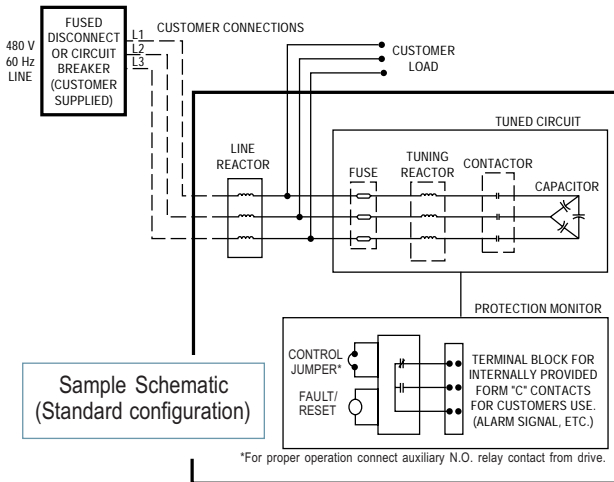 480 V
60 Hz
LINE
FUSED
DISCONNECT
OR CIRCUIT
BREAKER
(CUSTOMER
SUPPLIED)
L1
L2
L3
CUSTOMER CONNECTIONS
CUSTOMER
LOAD
LINE
REACTOR
TUNED CIRCUIT
FUSE
TUNING
REACTOR
CONTACTOR
CAPACITOR
PROTECTION MONITOR
CONTROL
JUMPER*
FAULT/
RESET
TERMINAL BLOCK FOR
INTERNALLY PROVIDED
FORM "C" CONTACTS
FOR CUSTOMERS USE.
(ALARM SIGNAL, ETC.)
Sample Schematic
(Standard configuration)
*For proper operation connect auxiliary N.O. relay contact from drive.